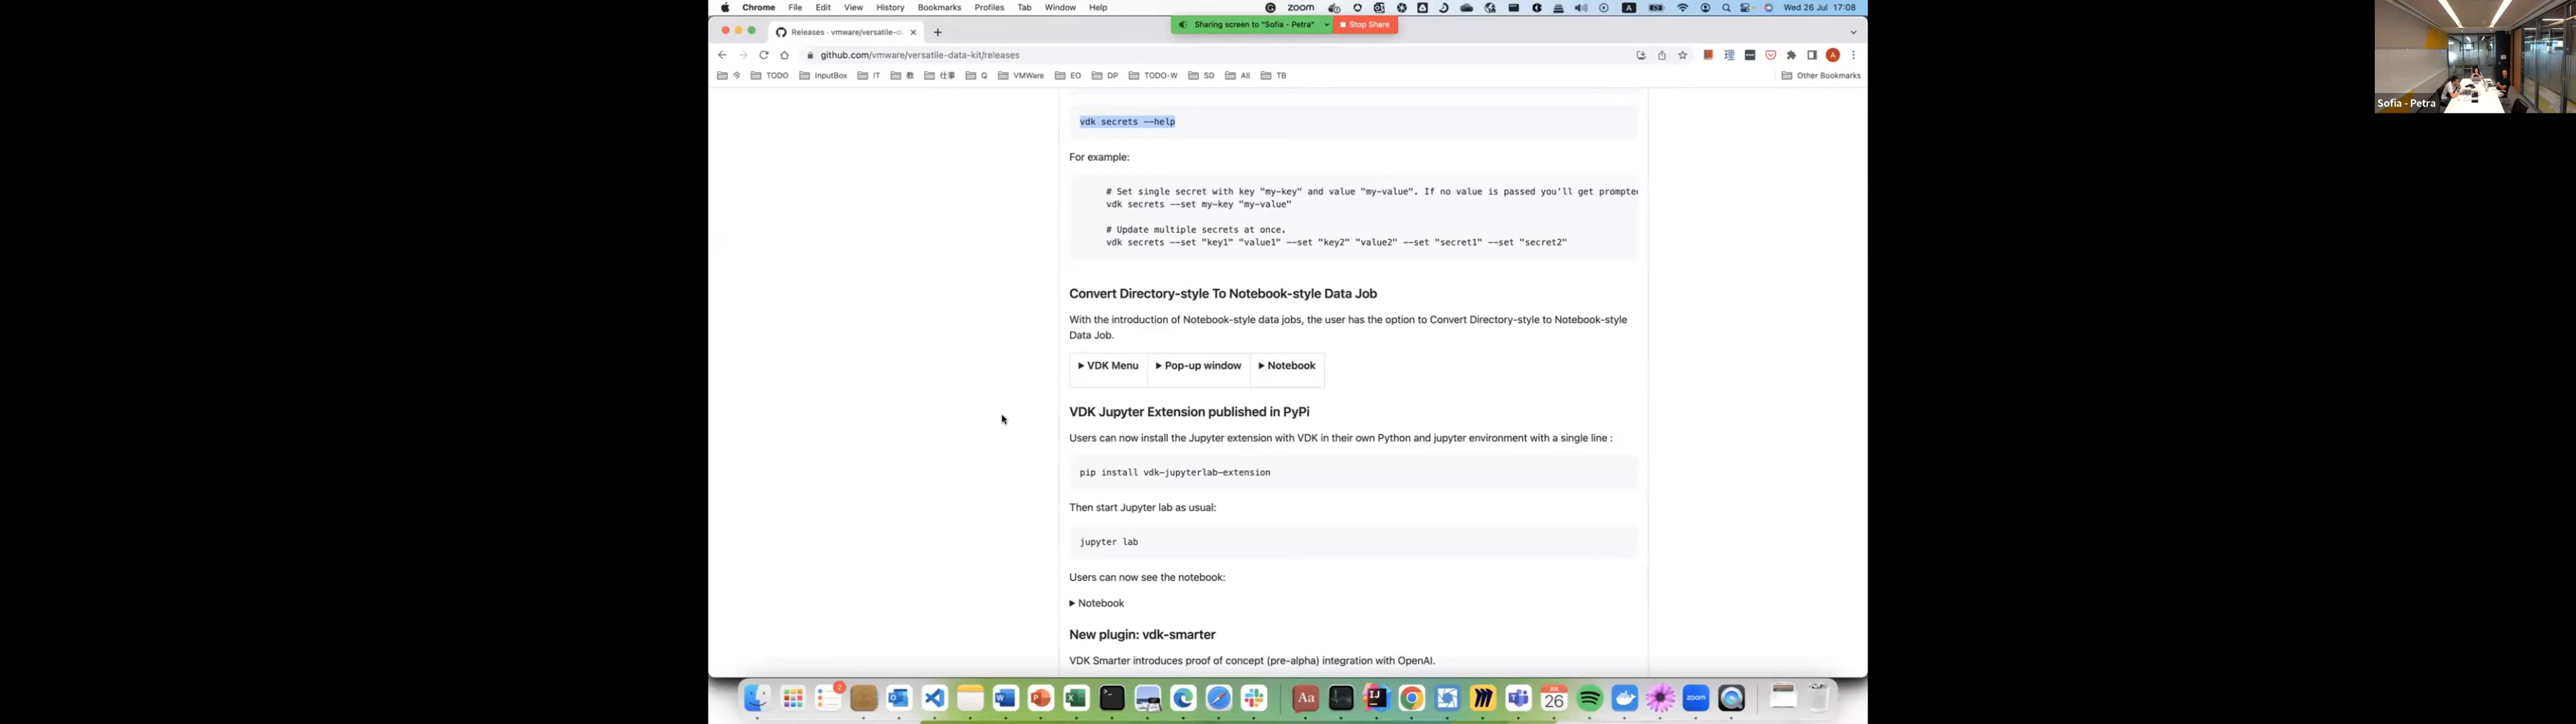 Chrome File Edit View History Bookmarks Profiles Tab Window Help
zoom
Wed 26 Jul 17:08
Sharing screen to "Sofia - Petra"
Stop Share
Releases · vmware/versatile-d
github.com/vmware/versatile-data-kit/releases
今 TODO InputBox IT 教 仕事 Q VMWare EO DP TODO-W SD All TB
Other Bookmarks
Sofia - Petra
vdk secrets --help
For example:
# Set single secret with key "my-key" and value "my-value". If no value is passed you'll get prompte
vdk secrets --set my-key "my-value"
# Update multiple secrets at once.
vdk secrets --set "key1" "value1" --set "key2" "value2" --set "secret1" --set "secret2"
Convert Directory-style To Notebook-style Data Job
With the introduction of Notebook-style data jobs, the user has the option to Convert Directory-style to Notebook-style
Data Job.
VDK Menu Pop-up window Notebook
VDK Jupyter Extension published in PyPi
Users can now install the Jupyter extension with VDK in their own Python and jupyter environment with a single line :
pip install vdk-jupyterlab-extension
Then start Jupyter lab as usual:
jupyter lab
Users can now see the notebook:
Notebook
New plugin: vdk-smarter
VDK Smarter introduces proof of concept (pre-alpha) integration with OpenAI.
2
Aa
IJ
26
zoom